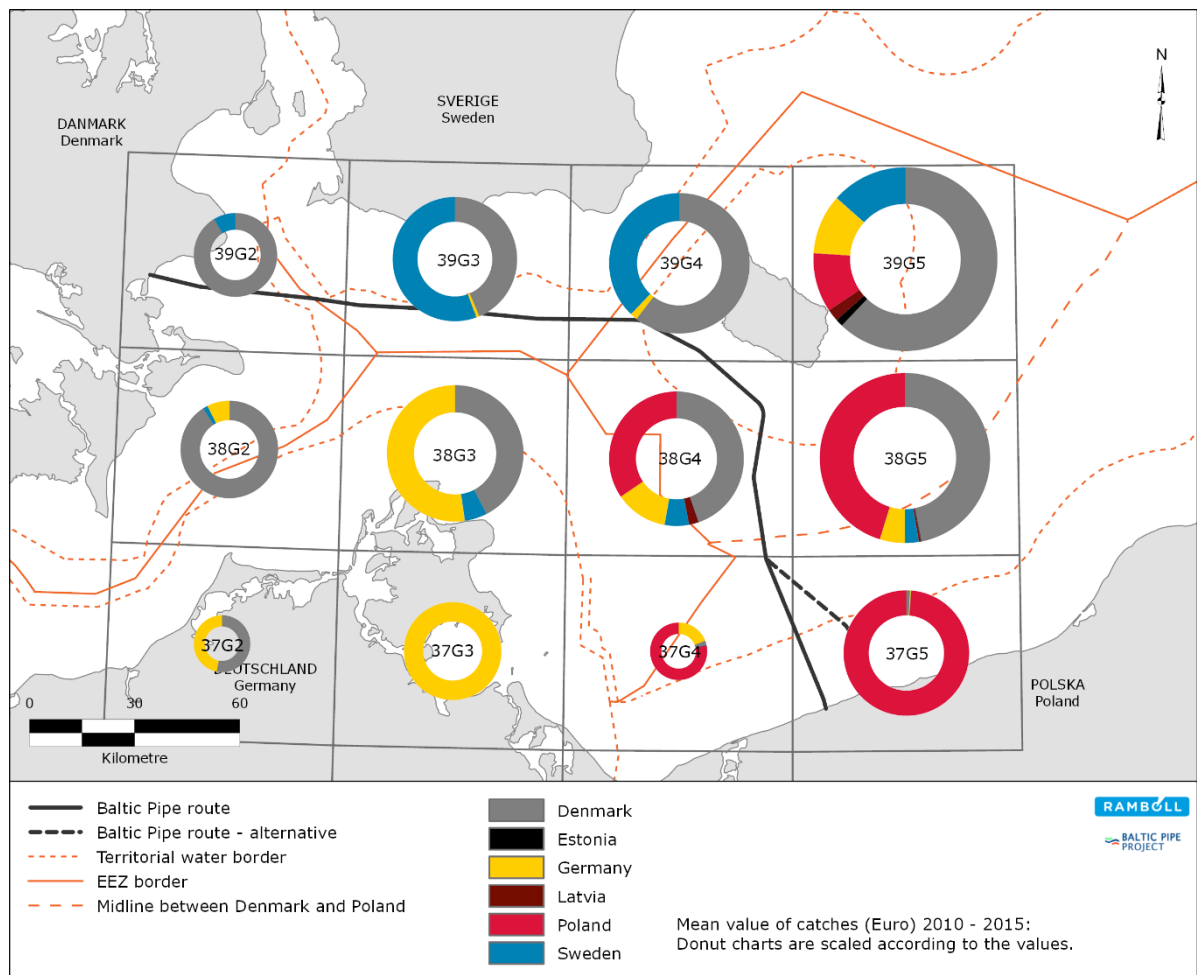 N
SVERIGE
Sweden
DANMARK
Denmark
39G2
39G3
39G4
39G5
38G2
38G3
38G4
38G5
37G2
37G3
37G4
37G5
DEUTSCHLAND
Germany
POLSKA
Poland
0 30 60
Kilometre
Baltic Pipe route
Baltic Pipe route - alternative
Territorial water border
EEZ border
Midline between Denmark and Poland
Denmark
Estonia
Germany
Latvia
Poland
Sweden
RAMBOLL
BALTIC PIPE
PROJECT
Mean value of catches (Euro) 2010 - 2015:
Donut charts are scaled according to the values.